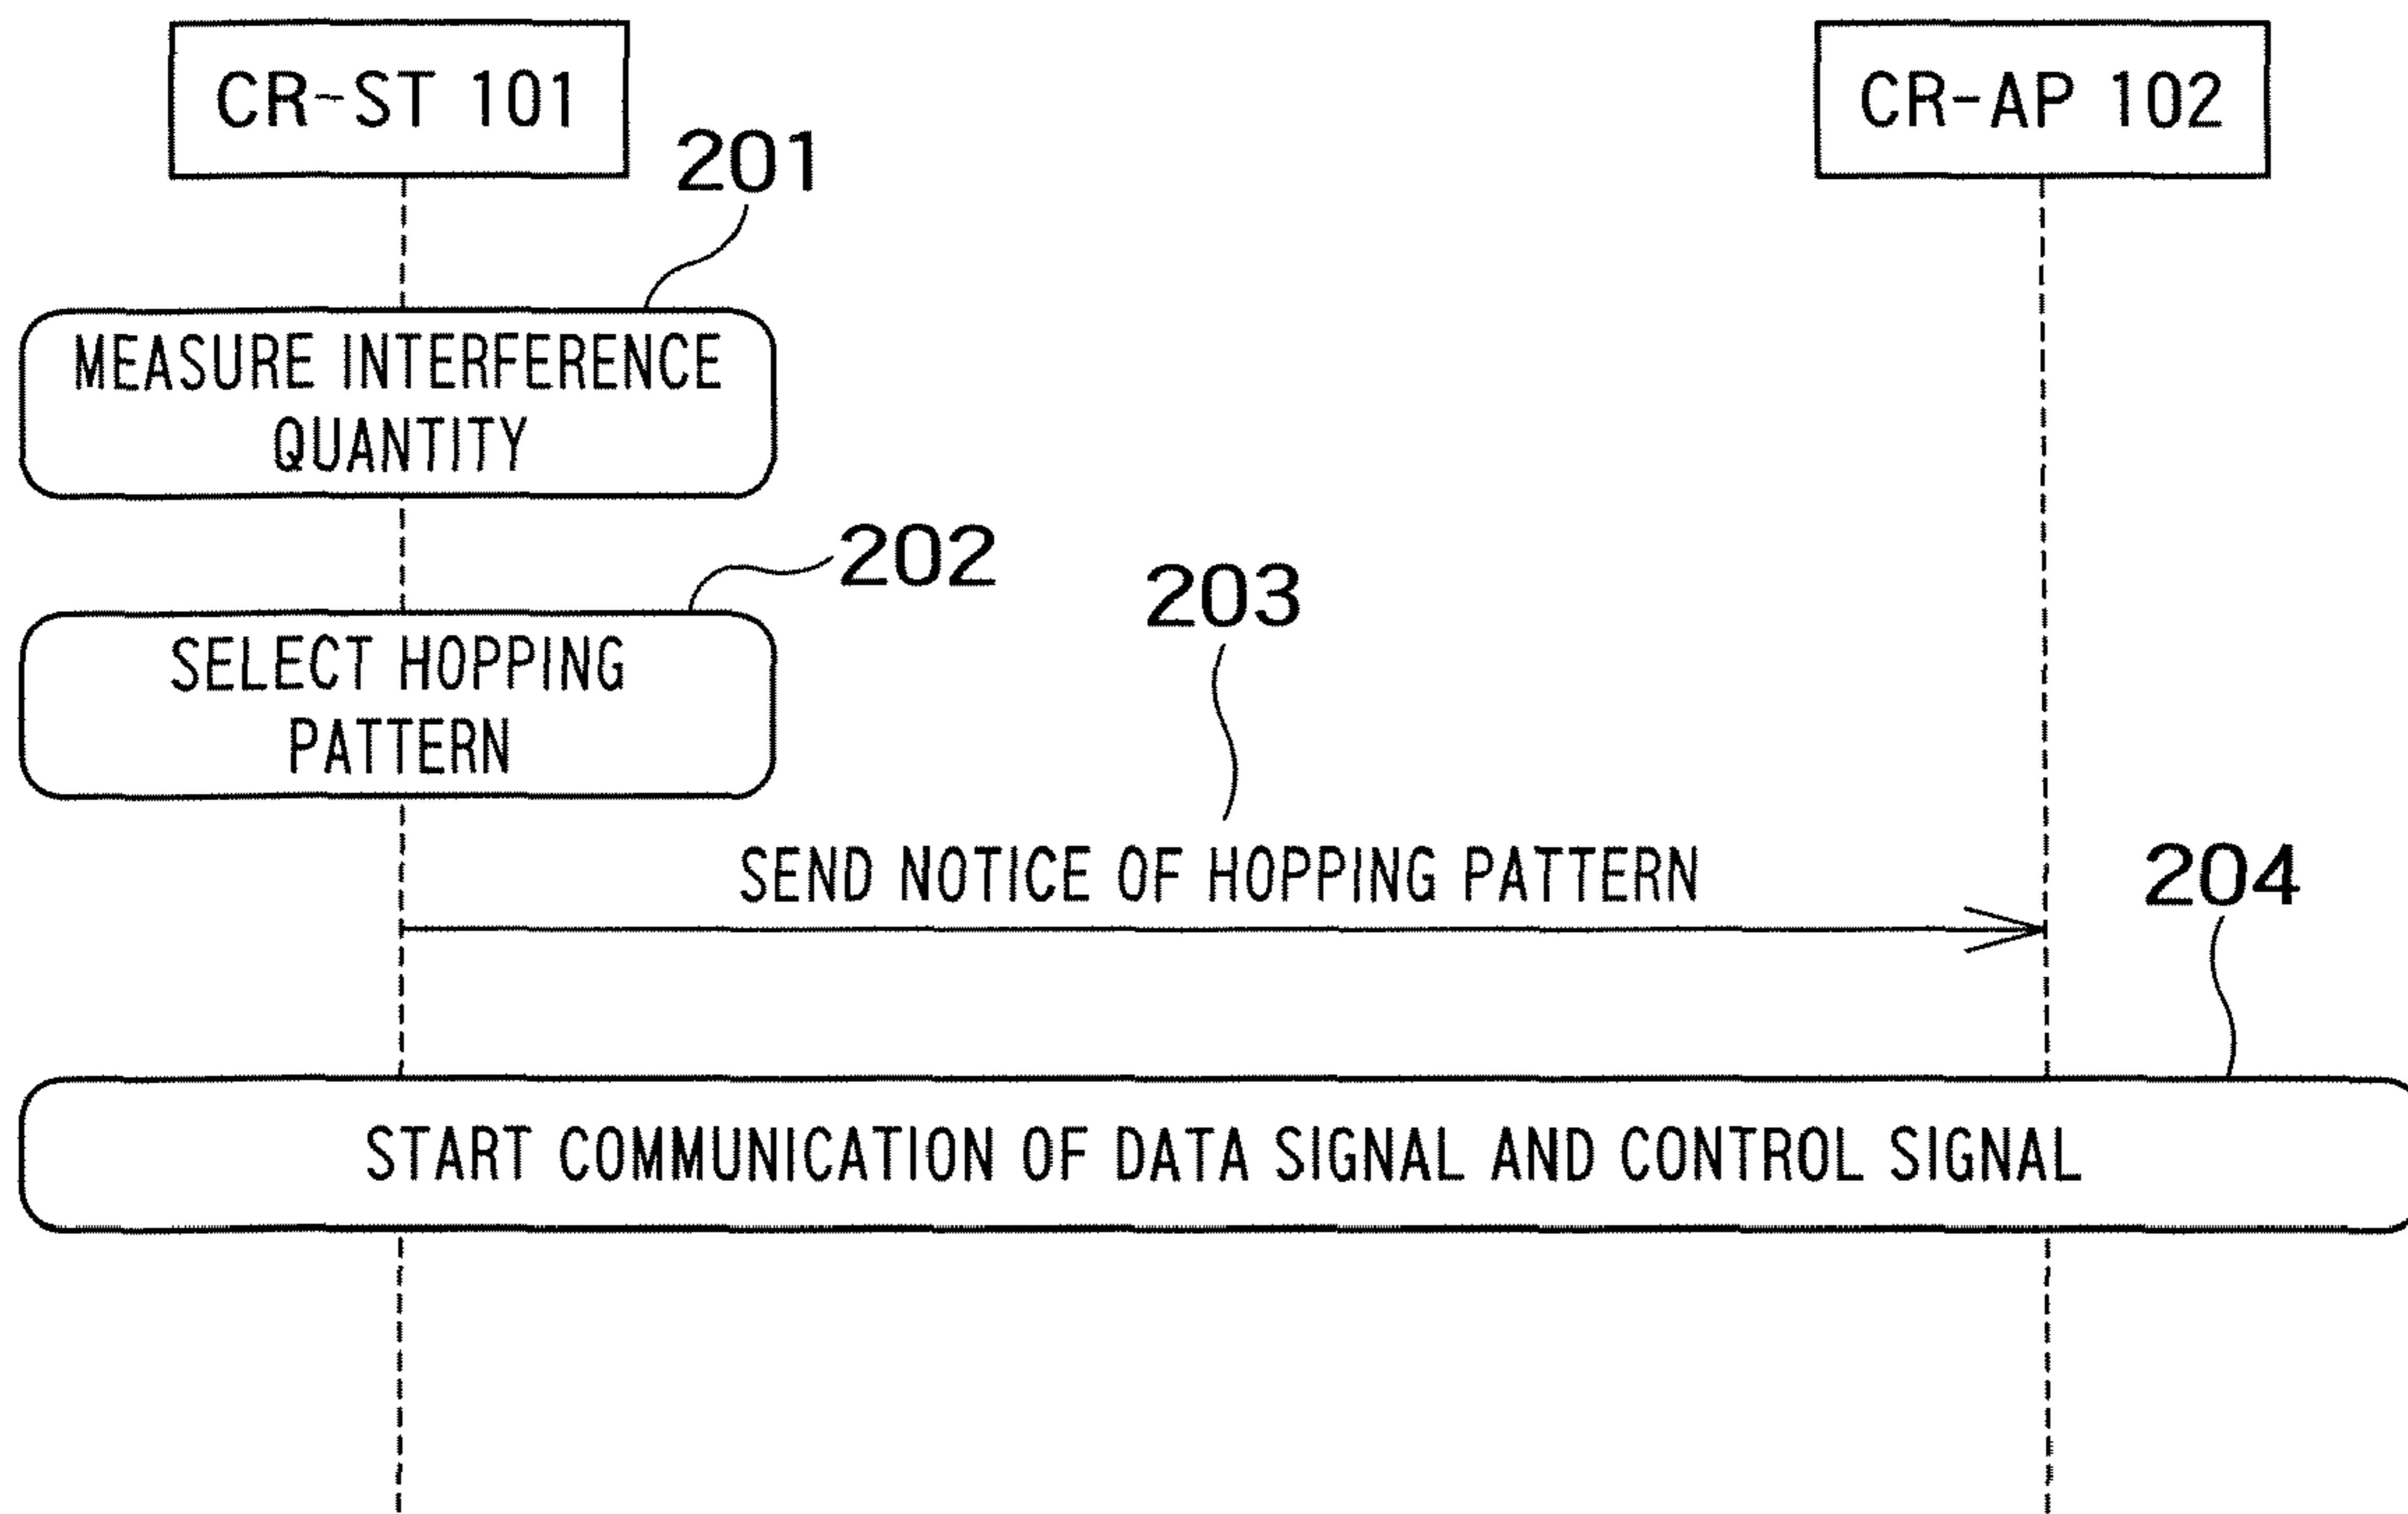 CR-ST 101
CR-AP 102
201
MEASURE INTERFERENCE
QUANTITY
202
SELECT HOPPING
PATTERN
203
SEND NOTICE OF HOPPING PATTERN
204
START COMMUNICATION OF DATA SIGNAL AND CONTROL SIGNAL